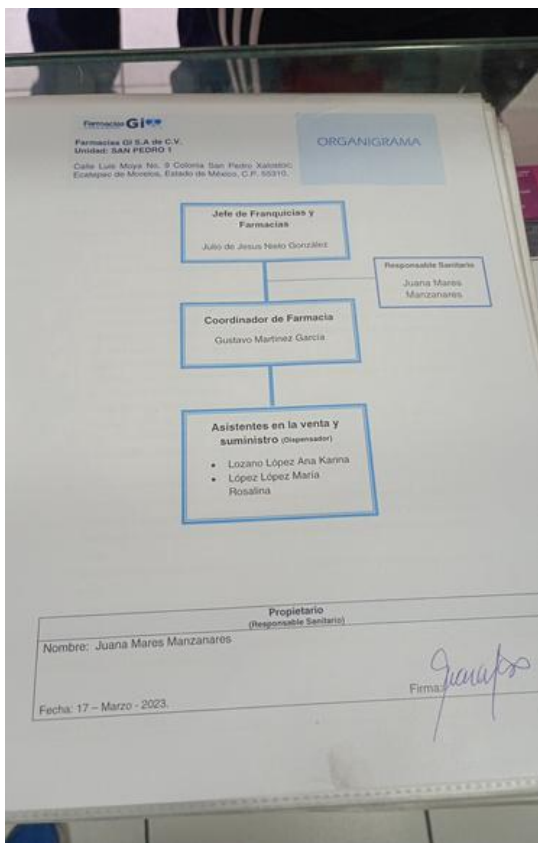 Farmacias Gi
Farmacias GI S.A de C.V.
Unidad: SAN PEDRO 1
Calle Luis Moya No. 9 Colonia San Pedro Xalostoc,
Ecatepec de Morelos, Estado de México, C.P. 55310.
ORGANIGRAMA
Jefe de Franquicias y
Farmacias
Julio de Jesus Nieto González
Responsable Sanitario
Juana Mares
Manzanares
Coordinador de Farmacia
Gustavo Martinez García
Asistentes en la venta y
suministro (Dispensador)
• Lozano López Ana Karina
• López López María
Rosalina
Propietario
(Responsable Sanitario)
Nombre: Juana Mares Manzanares
Fecha: 17 – Marzo - 2023.
Firma: